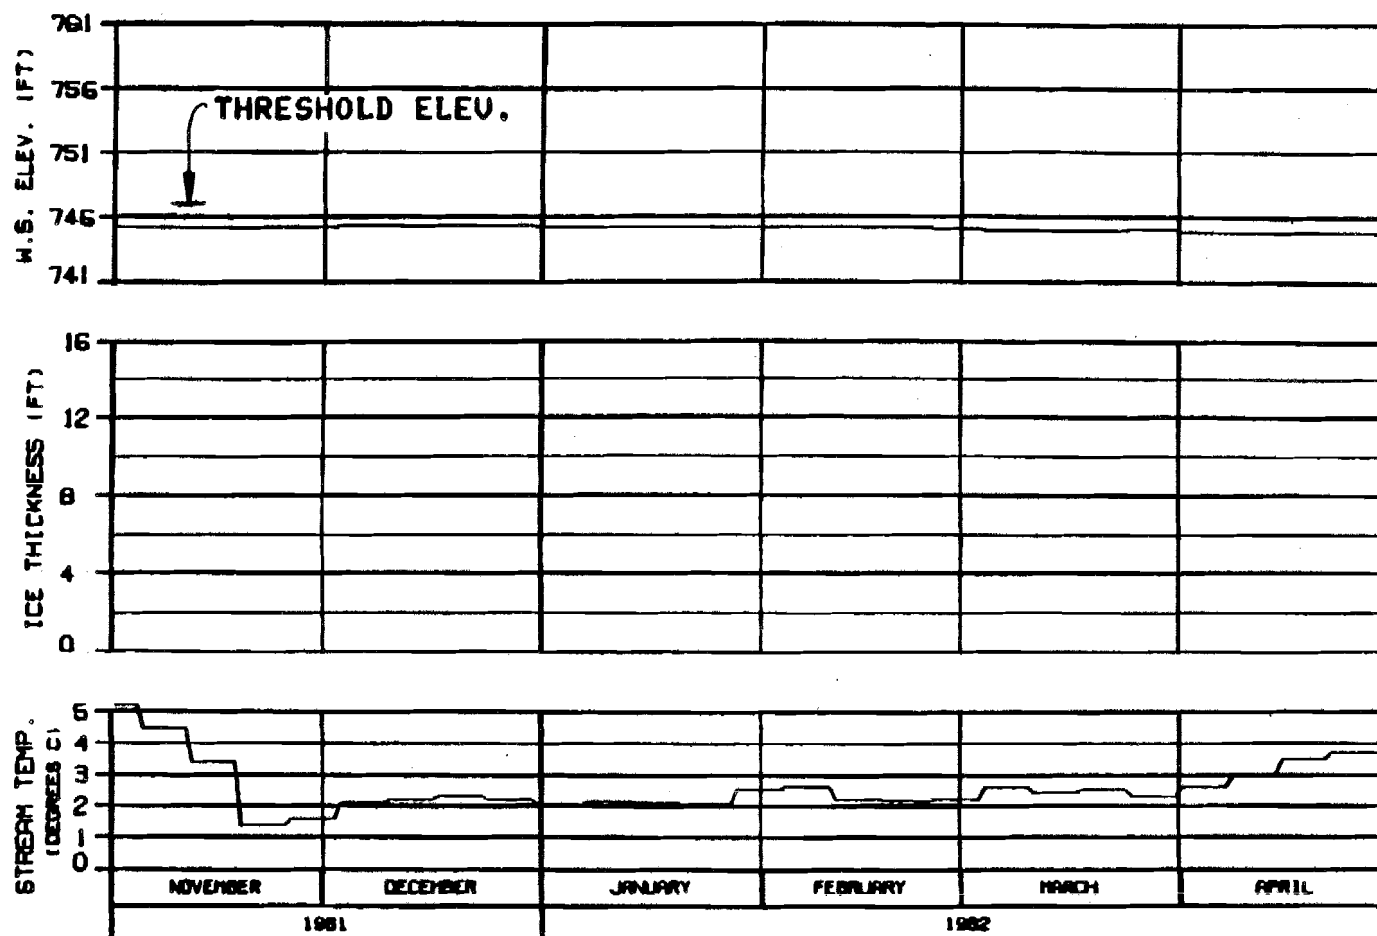 761
756
THRESHOLD ELEV.
751
746
741
W.S. ELEV. (FT)
16
12
8
4
0
ICE THICKNESS (FT)
5
4
3
2
1
0
STREAM TEMP.
(DEGREES C)
NOVEMBER DECEMBER JANUARY FEBRUARY MARCH APRIL
1981 1982